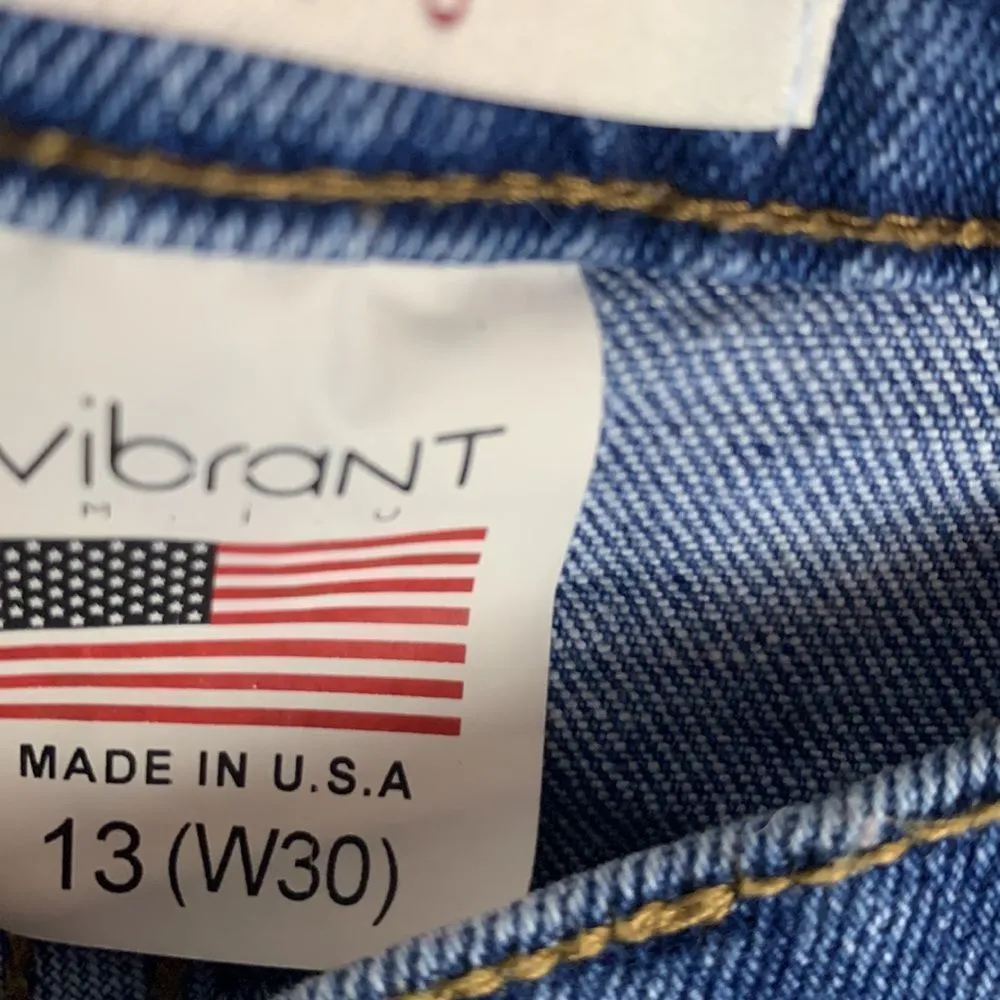 vibranT
M.I.U
MADE IN U.S.A
13 (W30)